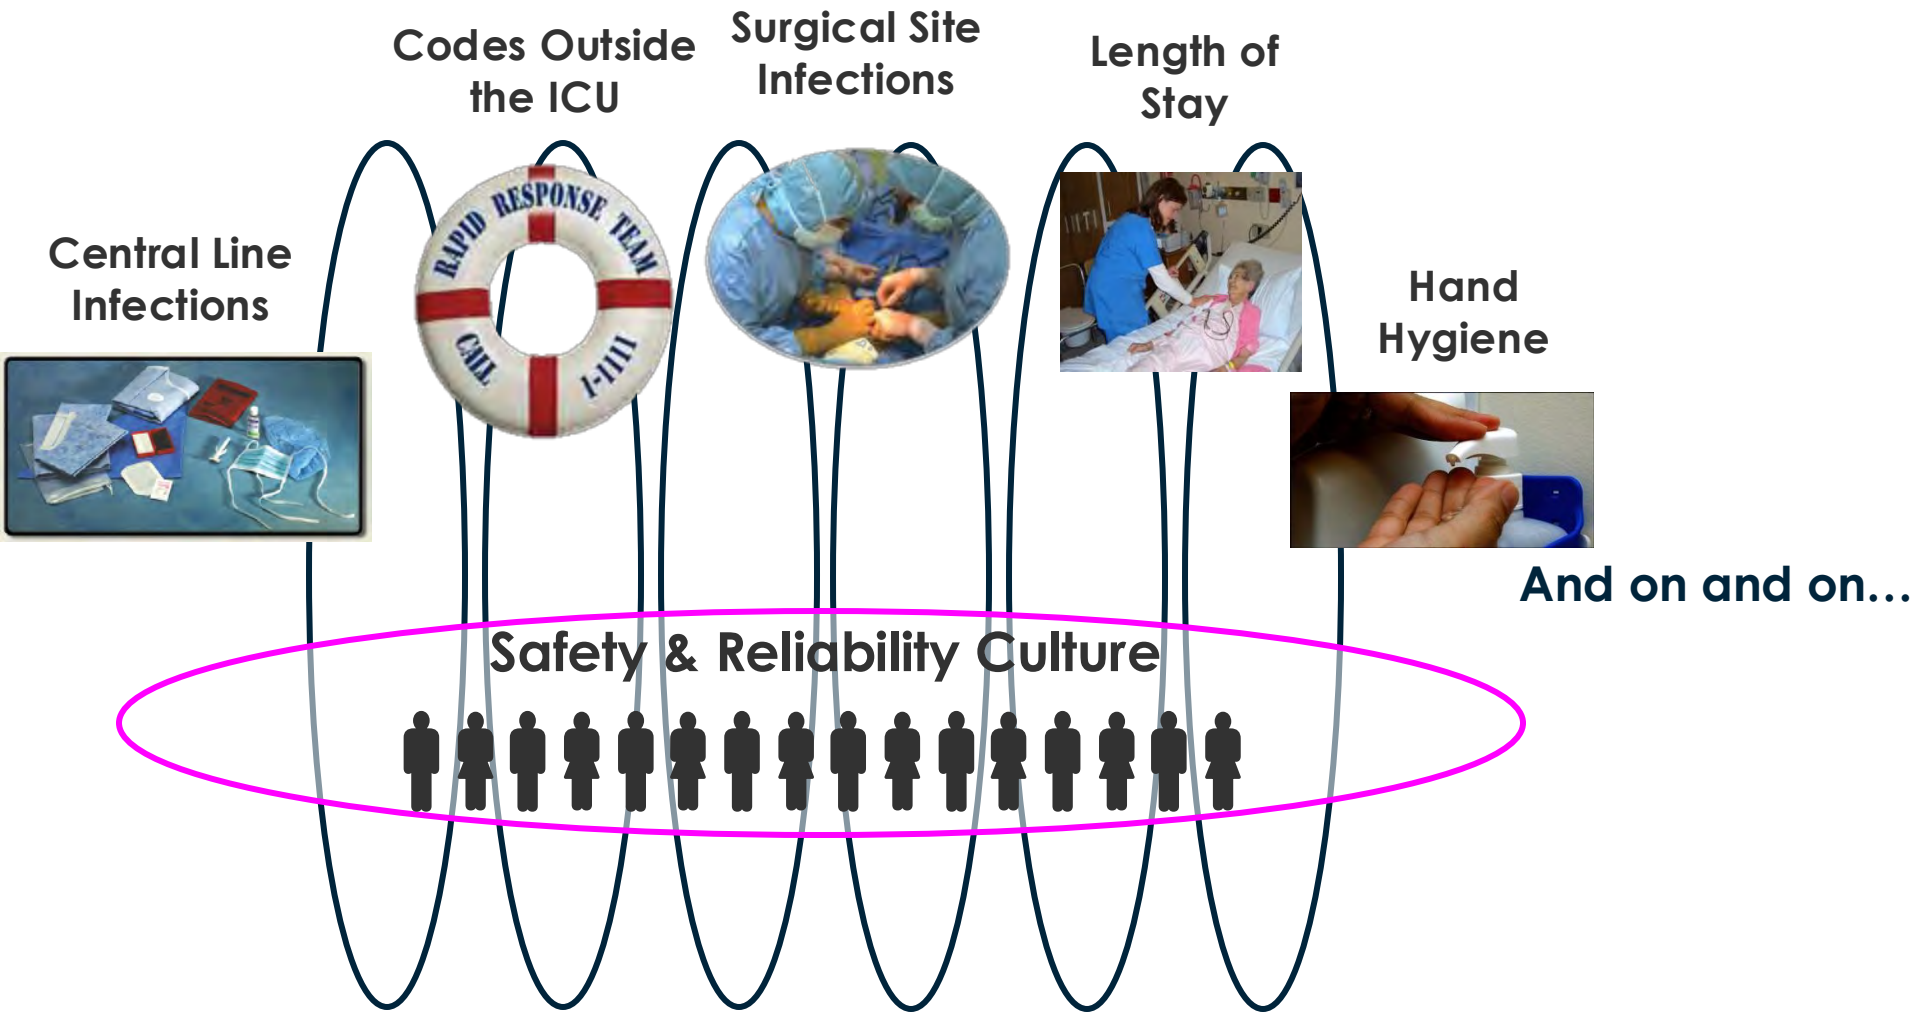 Codes Outside
the ICU
Surgical Site
Infections
Length of
Stay
Central Line
Infections
RAPID RESPONSE TEAM
CALL 1-1111
Hand
Hygiene
And on and on...
Safety & Reliability Culture